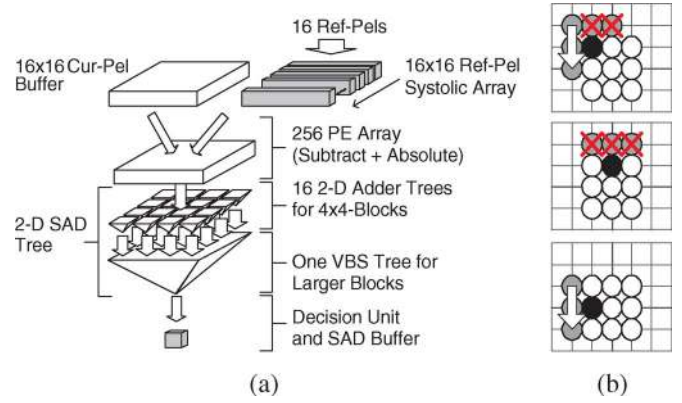 16 Ref-Pels
16x16 Cur-Pel
Buffer
16x16 Ref-Pel
Systolic Array
256 PE Array
(Subtract + Absolute)
16 2-D Adder Trees
for 4x4-Blocks
2-D SAD
Tree
One VBS Tree for
Larger Blocks
Decision Unit
and SAD Buffer
(a)
(b)